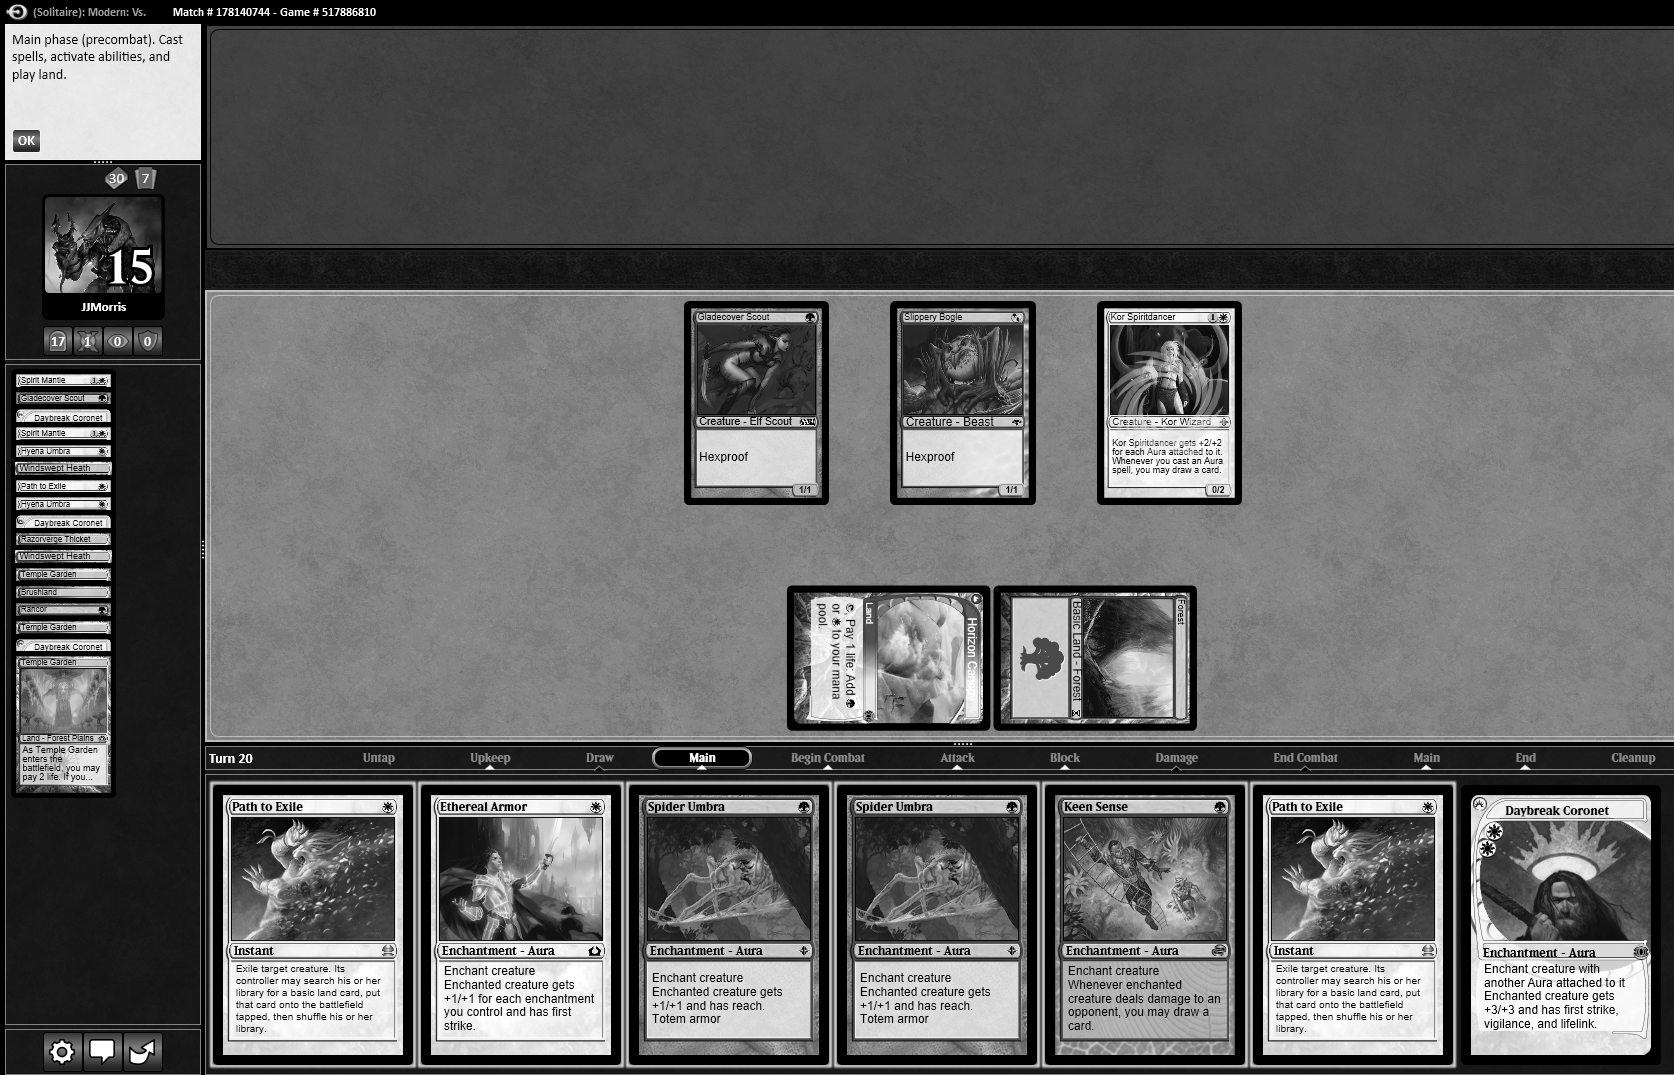 (Solitaire): Modern: Vs. Match # 178140744 - Game # 517886810
Main phase (precombat). Cast
spells, activate abilities, and
play land.
OK
30 7
15
JJMorris
17 1 0 0
Spirit Mantle
Gladecover Scout
Daybreak Coronet
Spirit Mantle
Hyena Umbra
Windswept Heath
Path to Exile
Hyena Umbra
Daybreak Coronet
Razorverge Thicket
Windswept Heath
Temple Garden
Brushland
Rancor
Temple Garden
Daybreak Coronet
Temple Garden
Land - Forest Plains
As Temple Garden
enters the
battlefield, you may
pay 2 life. If you...
Gladecover Scout
Creature - Elf Scout
Hexproof
1/1
Slippery Bogle
Creature - Beast
Hexproof
1/1
Kor Spiritdancer
Creature - Kor Wizard
Kor Spiritdancer gets +2/+2
for each Aura attached to it.
Whenever you cast an Aura
spell, you may draw a card.
0/2
Land
, Pay 1 life: Add
or to your mana
pool.
Forest
Basic Land - Forest
Turn 20 Untap Upkeep Draw Main Begin Combat Attack Block Damage End Combat Main End Cleanup
Path to Exile
Instant
Exile target creature. Its
controller may search his or her
library for a basic land card, put
that card onto the battlefield
tapped, then shuffle his or her
library.
Ethereal Armor
Enchantment - Aura
Enchant creature
Enchanted creature gets
+1/+1 for each enchantment
you control and has first
strike.
Spider Umbra
Enchantment - Aura
Enchant creature
Enchanted creature gets
+1/+1 and has reach.
Totem armor
Spider Umbra
Enchantment - Aura
Enchant creature
Enchanted creature gets
+1/+1 and has reach.
Totem armor
Keen Sense
Enchantment - Aura
Enchant creature
Whenever enchanted
creature deals damage to an
opponent, you may draw a
card.
Path to Exile
Instant
Exile target creature. Its
controller may search his or her
library for a basic land card, put
that card onto the battlefield
tapped, then shuffle his or her
library.
Daybreak Coronet
Enchantment - Aura
Enchant creature with
another Aura attached to it
Enchanted creature gets
+3/+3 and has first strike,
vigilance, and lifelink.